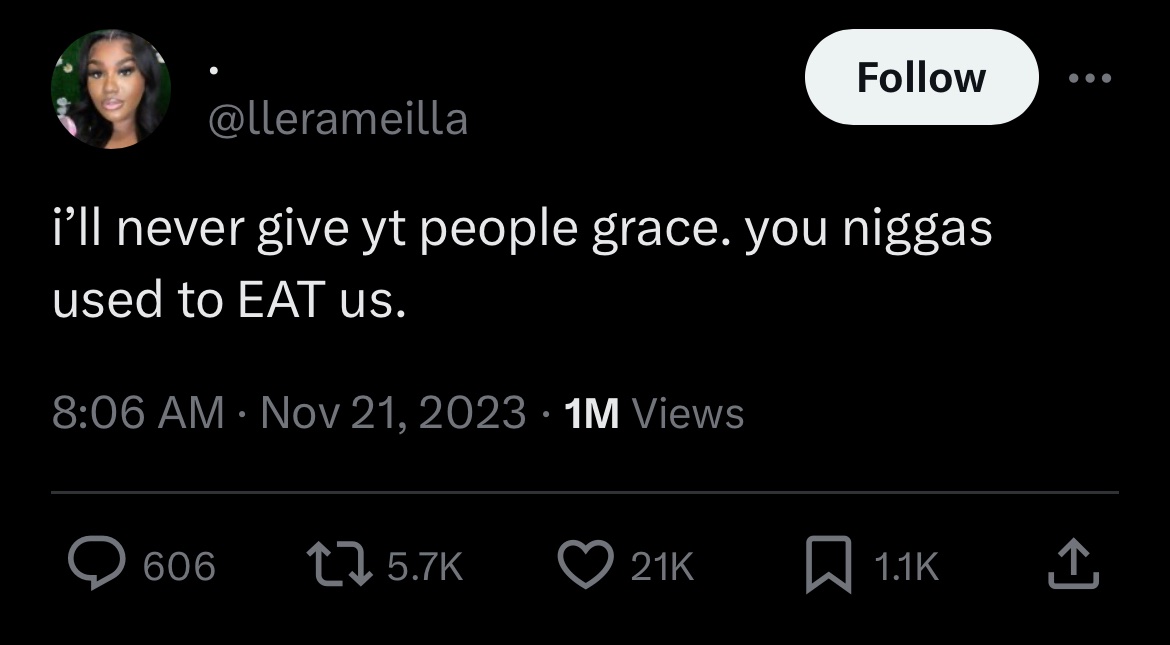 .
@llerameilla
Follow
i’ll never give yt people grace. you niggas
used to EAT us.
8:06 AM · Nov 21, 2023 · 1M Views
606 5.7K 21K 1.1K